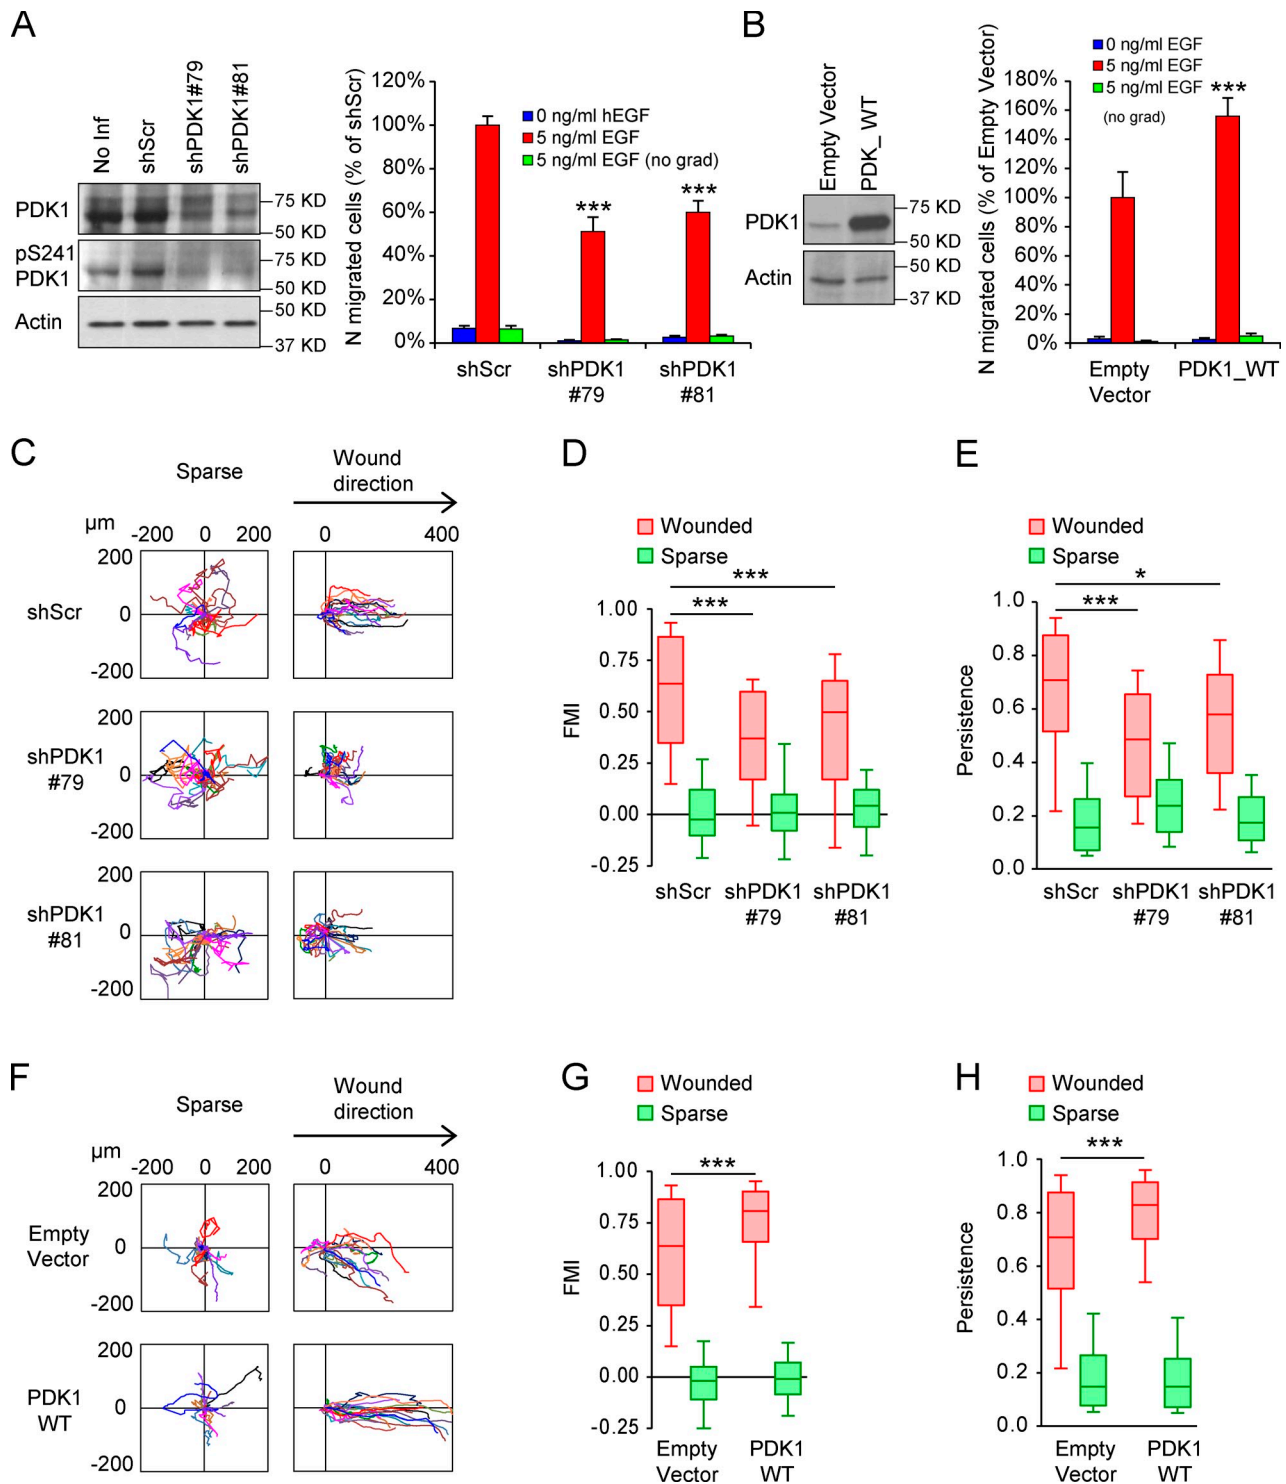 A
No Inf
shScr
shPDK1#79
shPDK1#81
PDK1
75 KD
50 KD
pS241
PDK1
75 KD
50 KD
Actin
50 KD
37 KD
N migrated cells (% of shScr)
120%
100%
80%
60%
40%
20%
0%
0 ng/ml hEGF
5 ng/ml EGF
5 ng/ml EGF (no grad)
***
***
shScr
shPDK1
#79
shPDK1
#81
B
Empty Vector
PDK_WT
PDK1
75 KD
50 KD
Actin
50 KD
37 KD
N migrated cells (% of Empty Vector)
180%
160%
140%
120%
100%
80%
60%
40%
20%
0%
0 ng/ml EGF
5 ng/ml EGF
5 ng/ml EGF
(no grad)
***
Empty
Vector
PDK1_WT
C
Sparse
Wound
direction
µm
-200 0 200
0 400
shScr
200
0
-200
shPDK1
#79
200
0
-200
shPDK1
#81
200
0
-200
D
Wounded
Sparse
***
***
FMI
1.00
0.75
0.50
0.25
0.00
-0.25
shScr
shPDK1
#79
shPDK1
#81
E
Wounded
Sparse
*
***
Persistence
1.0
0.8
0.6
0.4
0.2
0.0
shScr
shPDK1
#79
shPDK1
#81
F
Sparse
Wound
direction
µm
-200 0 200
0 400
Empty
Vector
200
0
-200
PDK1
WT
200
0
-200
G
Wounded
Sparse
***
FMI
1.00
0.75
0.50
0.25
0.00
-0.25
Empty
Vector
PDK1
WT
H
Wounded
Sparse
***
Persistence
1.0
0.8
0.6
0.4
0.2
0.0
Empty
Vector
PDK1
WT